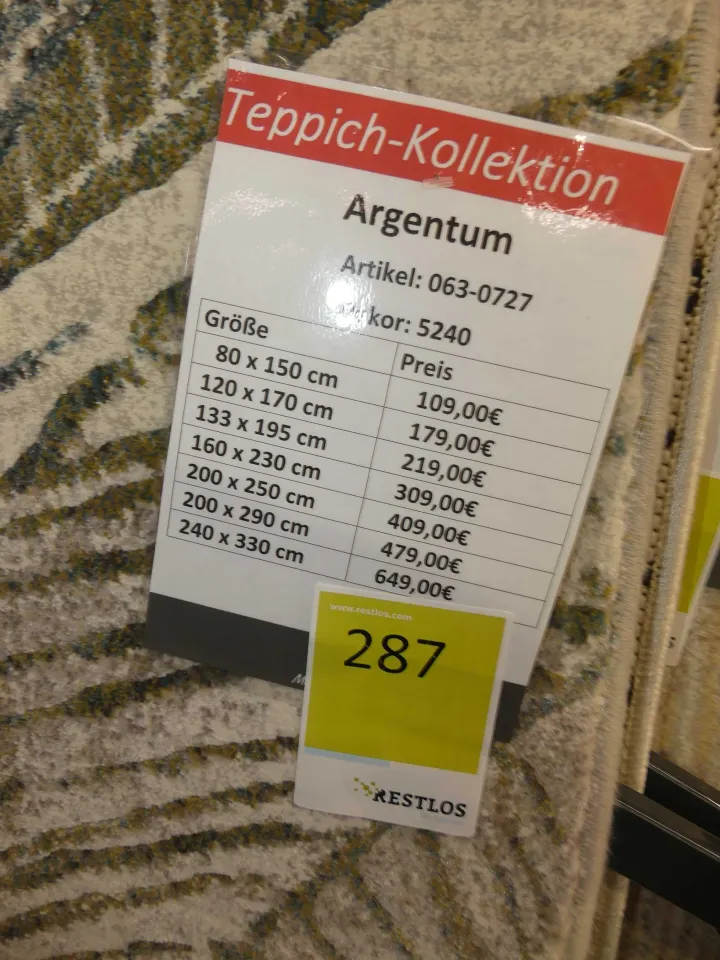 Teppich-Kollektion
Argentum
Artikel: 063-0727
kor: 5240
Größe Preis
80 x 150 cm 109,00€
120 x 170 cm 179,00€
133 x 195 cm 219,00€
160 x 230 cm 309,00€
200 x 250 cm 409,00€
200 x 290 cm 479,00€
240 x 330 cm 649,00€
www.restlos.com
287
RESTLOS